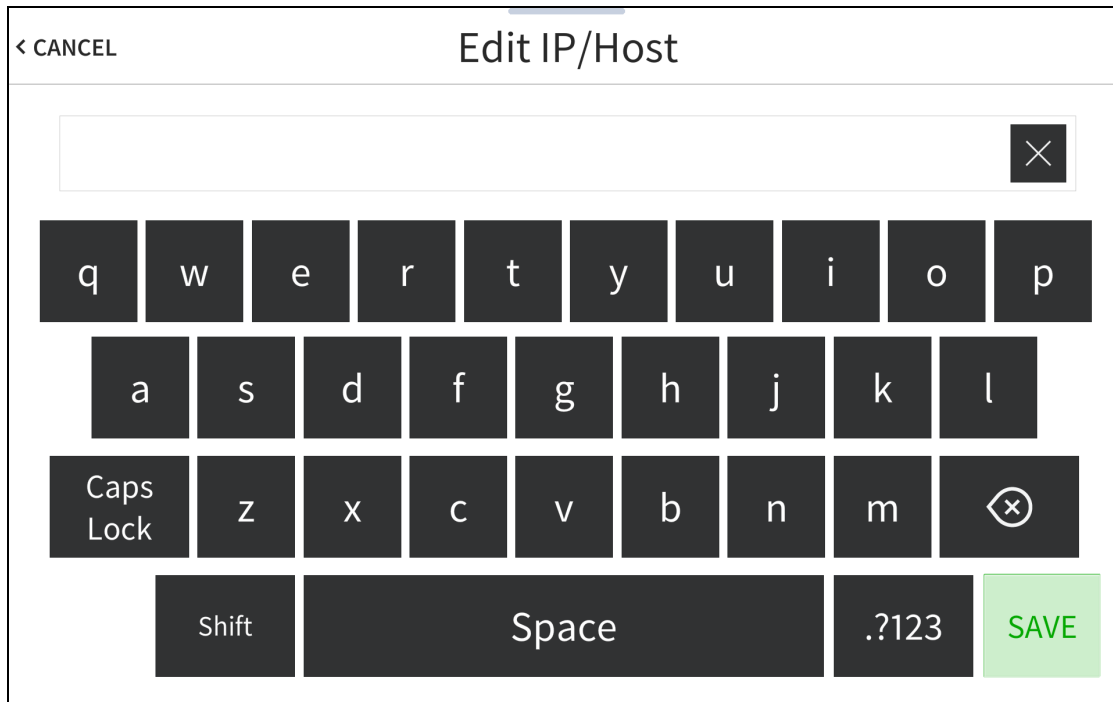 < CANCEL
Edit IP/Host
q w e r t y u i o p
a s d f g h j k l
Caps
Lock
z x c v b n m
Shift
Space
.?123
SAVE